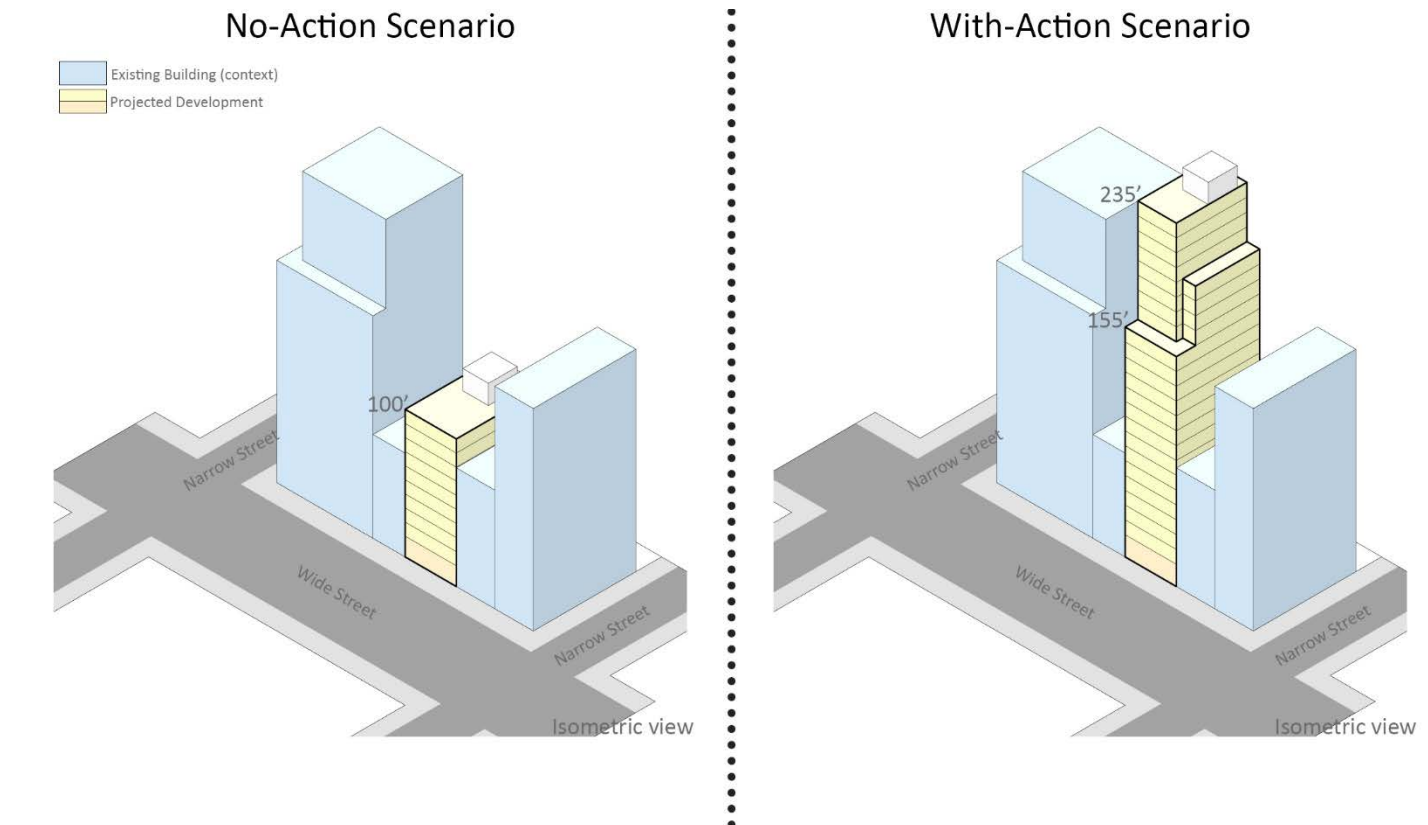 No-Action Scenario
Existing Building (context)
Projected Development
100’
Narrow Street
Wide Street
Narrow Street
Isometric view
With-Action Scenario
235’
155’
Narrow Street
Wide Street
Narrow Street
Isometric view